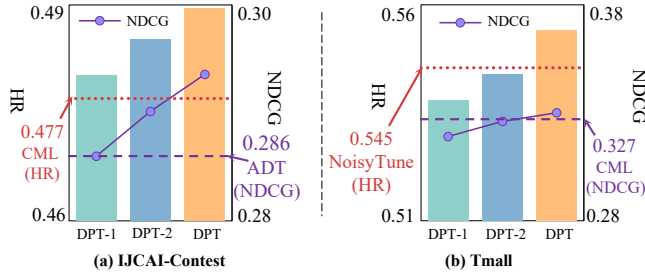 0.49
NDCG
0.30
HR
NDCG
0.477
CML
(HR)
0.286
ADT
(NDCG)
0.46
0.28
DPT-1 DPT-2 DPT
(a) IJCAI-Contest
0.56
NDCG
0.38
HR
NDCG
0.545
NoisyTune
(HR)
0.327
CML
(NDCG)
0.51
0.28
DPT-1 DPT-2 DPT
(b) Tmall